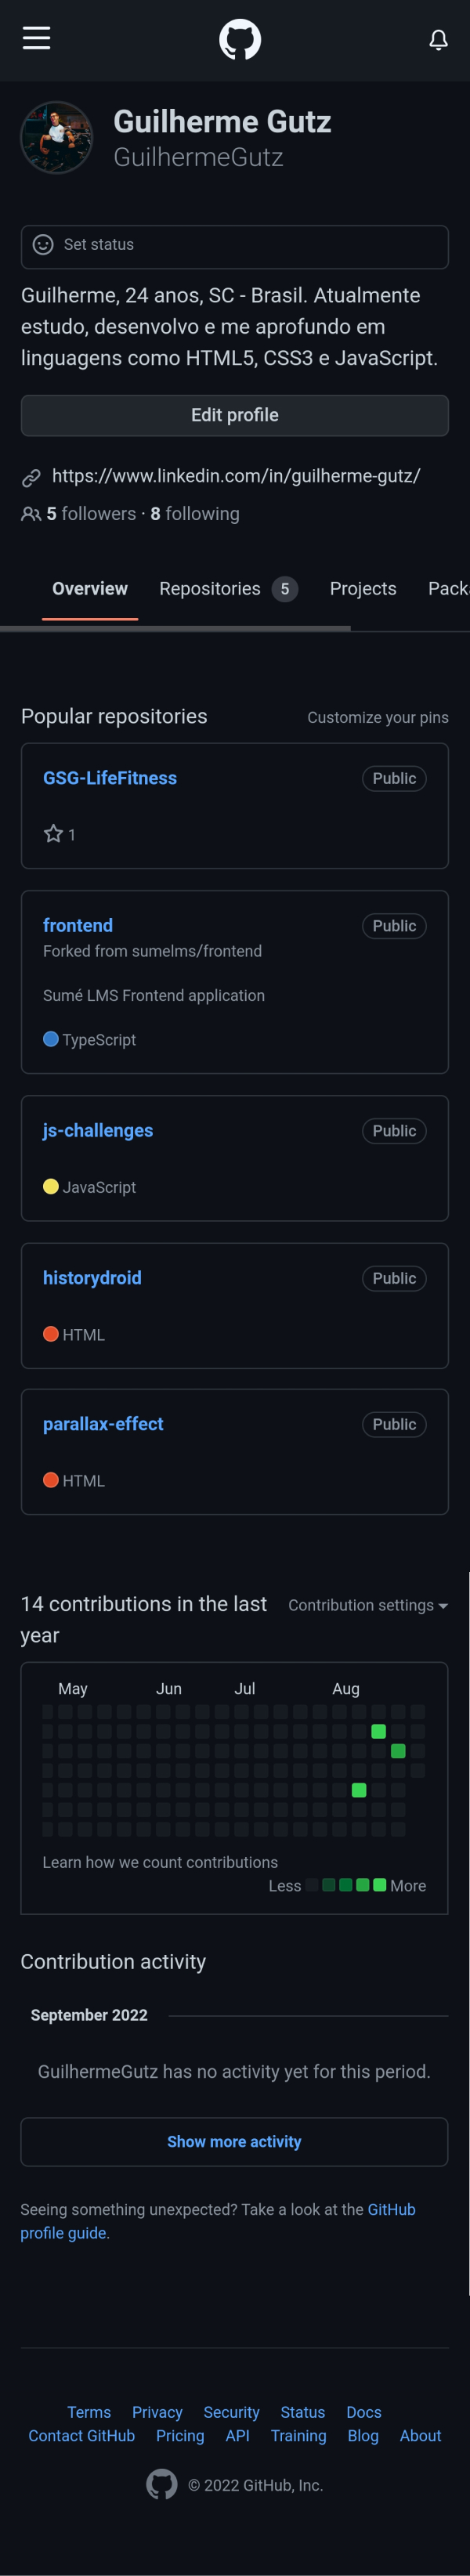 Guilherme Gutz
GuilhermeGutz
Set status
Guilherme, 24 anos, SC - Brasil. Atualmente
estudo, desenvolvo e me aprofundo em
linguagens como HTML5, CSS3 e JavaScript.
Edit profile
https://www.linkedin.com/in/guilherme-gutz/
5 followers · 8 following
Overview Repositories 5 Projects Pack
Popular repositories Customize your pins
GSG-LifeFitness Public
1
frontend Public
Forked from sumelms/frontend
Sumé LMS Frontend application
TypeScript
js-challenges Public
JavaScript
historydroid Public
HTML
parallax-effect Public
HTML
14 contributions in the last
year
Contribution settings
May Jun Jul Aug
Learn how we count contributions
Less More
Contribution activity
September 2022
GuilhermeGutz has no activity yet for this period.
Show more activity
Seeing something unexpected? Take a look at the GitHub
profile guide.
Terms Privacy Security Status Docs
Contact GitHub Pricing API Training Blog About
© 2022 GitHub, Inc.